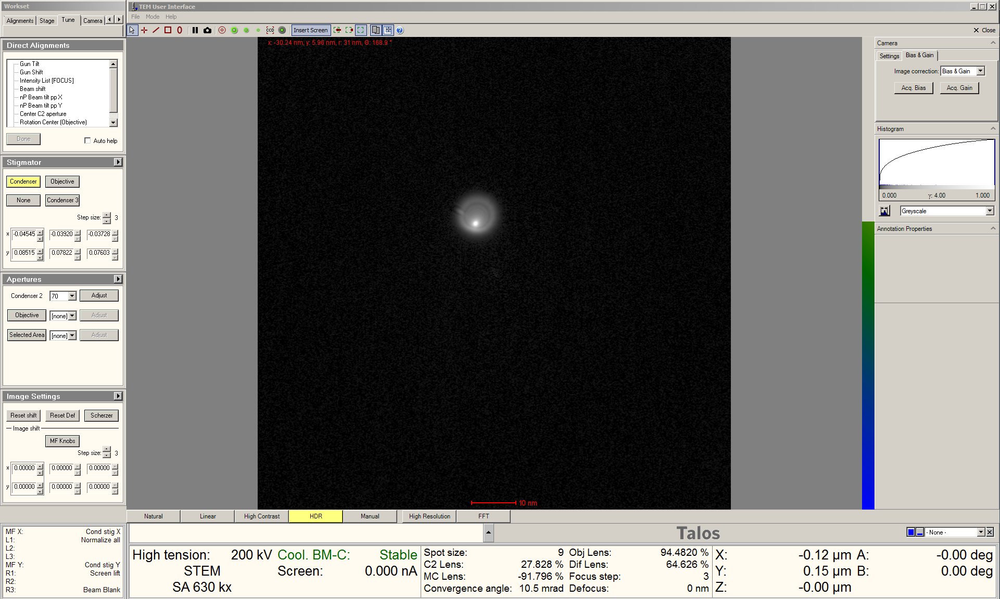 Workset
Alignments Stage Tune Camera
Direct Alignments
Gun Tilt
Gun Shift
Intensity List [FOCUS]
Beam shift
nP Beam tilt pp X
nP Beam tilt pp Y
Center C2 aperture
Rotation Center (Objective)
Done Auto help
Stigmator
Condenser Objective
None Condenser 3
Step size: 3
x -0.04545 -0.03920 -0.03728
y 0.08515 0.07822 0.07603
Apertures
Condenser 2 70 Adjust
Objective [none] Adjust
Selected Area [none] Adjust
Image Settings
Reset shift Reset Def Scherzer
Image shift
MF Knobs
Step size: 3
x 0.00000 0.00000 0.00000
y 0.00000 0.00000 0.00000
MF X: Cond stig X
L1: Normalize all
L2:
L3:
MF Y: Cond stig Y
R1: Screen lift
R2:
R3: Beam Blank
TEM User Interface
File Mode Help
CCD Insert Screen Close
x: -30.24 nm, y: 5.96 nm, r: 31 nm, Θ: 168.9 °
10 nm
Natural Linear High Contrast HDR Manual High Resolution FFT
Camera
Settings Bias & Gain
Image correction: Bias & Gain
Acq. Bias Acq. Gain
Histogram
0.000 γ: 4.00 1.000
Greyscale
Annotation Properties
Talos
- None -
High tension: 200 kV Cool. BM-C: Stable
STEM Screen: 0.000 nA
SA 630 kx
Spot size: 9 Obj Lens: 94.4820 %
C2 Lens: 27.828 % Dif Lens: 64.626 %
MC Lens: -91.796 % Focus step: 3
Convergence angle: 10.5 mrad Defocus: 0 nm
X: -0.12 µm A: -0.00 deg
Y: 0.15 µm B: 0.00 deg
Z: -0.00 µm